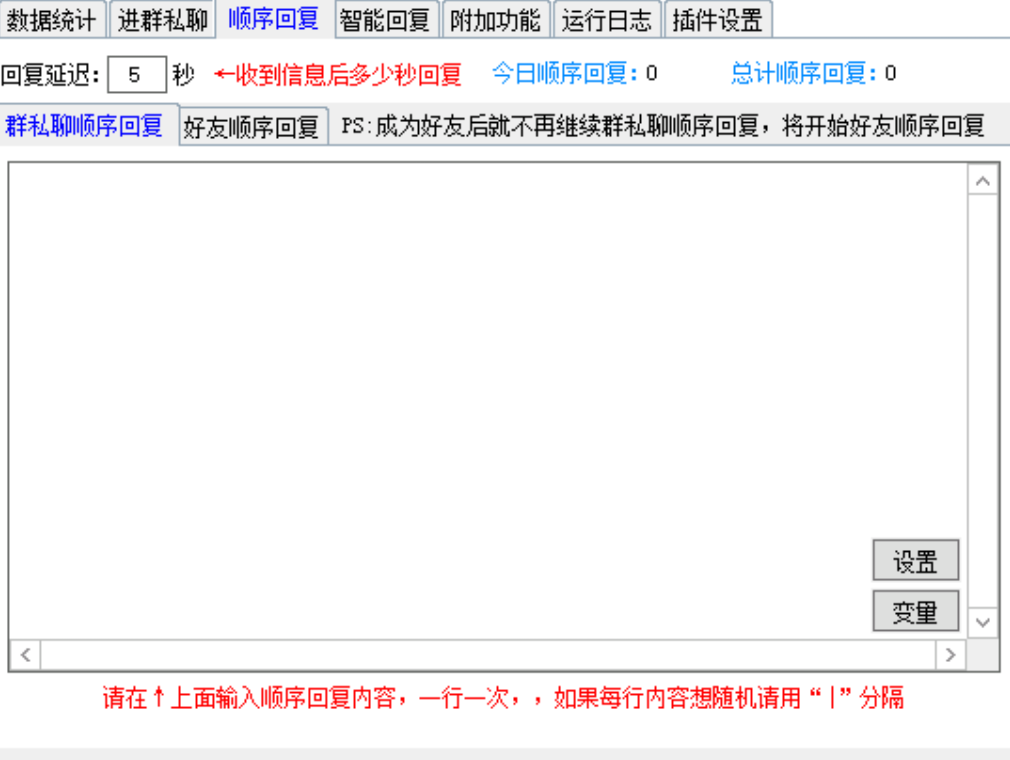 数据统计 进群私聊 顺序回复 智能回复 附加功能 运行日志 插件设置
回复延迟: 5 秒 ←收到信息后多少秒回复 今日顺序回复:0 总计顺序回复:0
群私聊顺序回复 好友顺序回复 PS:成为好友后就不再继续群私聊顺序回复，将开始好友顺序回复
设置
变量
请在↑上面输入顺序回复内容，一行一次，，如果每行内容想随机请用“|”分隔